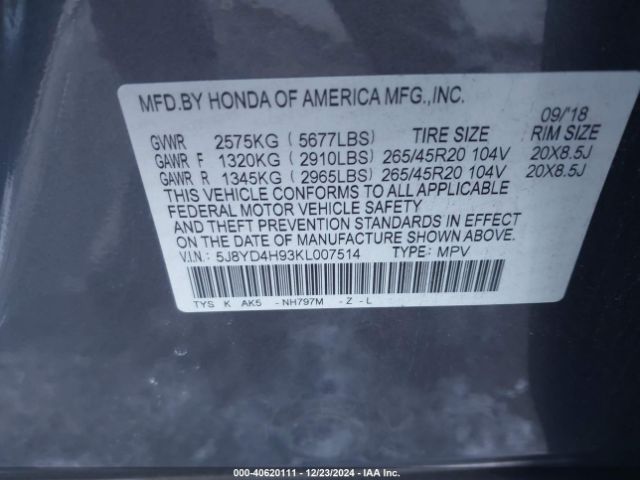 MFD.BY HONDA OF AMERICA MFG.,INC.
09/'18
GVWR 2575KG ( 5677LBS) TIRE SIZE RIM SIZE
GAWR F 1320KG ( 2910LBS) 265/45R20 104V 20X8.5J
GAWR R 1345KG ( 2965LBS) 265/45R20 104V 20X8.5J
THIS VEHICLE CONFORMS TO ALL APPLICABLE
FEDERAL MOTOR VEHICLE SAFETY
AND THEFT PREVENTION STANDARDS IN EFFECT ON
THE DATE OF MANUFACTURE SHOWN ABOVE.
V.I.N.: 5J8YD4H93KL007514 TYPE: MPV
TYS K AK5 -NH797M -Z-L
000-40620111 - 12/23/2024 - IAA Inc.